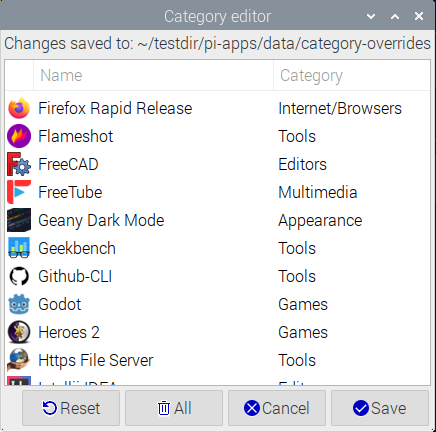 Category editor
Changes saved to: ~/testdir/pi-apps/data/category-overrides
Name Category
Firefox Rapid Release Internet/Browsers
Flameshot Tools
FreeCAD Editors
FreeTube Multimedia
Geany Dark Mode Appearance
Geekbench Tools
Github-CLI Tools
Godot Games
Heroes 2 Games
Https File Server Tools
Reset All Cancel Save